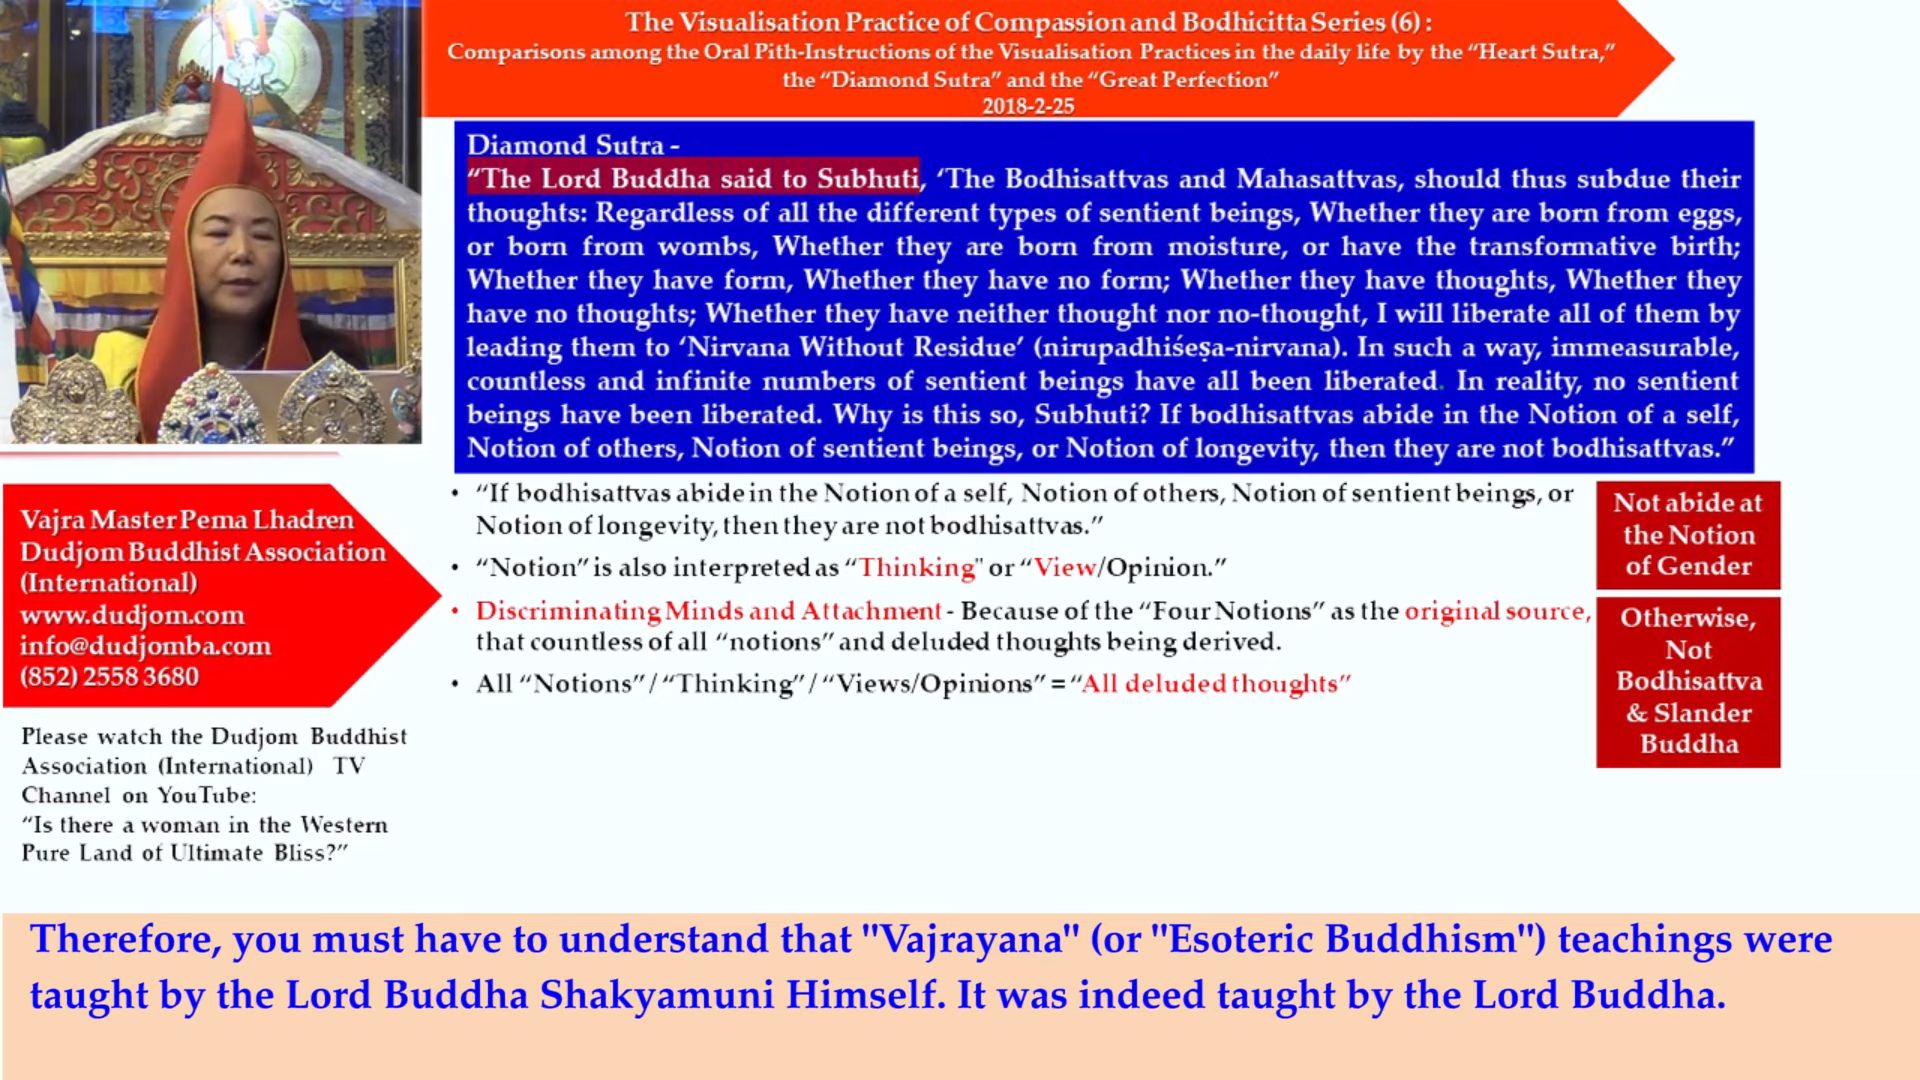 The Visualisation Practice of Compassion and Bodhicitta Series (6) :
Comparisons among the Oral Pith-Instructions of the Visualisation Practices in the daily life by the “Heart Sutra,”
the “Diamond Sutra” and the “Great Perfection”
2018-2-25
Diamond Sutra -
“The Lord Buddha said to Subhuti, ‘The Bodhisattvas and Mahasattvas, should thus subdue their
thoughts: Regardless of all the different types of sentient beings, Whether they are born from eggs,
or born from wombs, Whether they are born from moisture, or have the transformative birth;
Whether they have form, Whether they have no form; Whether they have thoughts, Whether they
have no thoughts; Whether they have neither thought nor no-thought, I will liberate all of them by
leading them to ‘Nirvana Without Residue’ (nirupadhiśeṣa-nirvana). In such a way, immeasurable,
countless and infinite numbers of sentient beings have all been liberated. In reality, no sentient
beings have been liberated. Why is this so, Subhuti? If bodhisattvas abide in the Notion of a self,
Notion of others, Notion of sentient beings, or Notion of longevity, then they are not bodhisattvas.”
• “If bodhisattvas abide in the Notion of a self, Notion of others, Notion of sentient beings, or
Notion of longevity, then they are not bodhisattvas.”
• “Notion” is also interpreted as “Thinking" or “View/Opinion.”
• Discriminating Minds and Attachment - Because of the “Four Notions” as the original source,
that countless of all “notions” and deluded thoughts being derived.
• All “Notions” / “Thinking” / “Views/Opinions” = “All deluded thoughts”
Not abide at
the Notion
of Gender
Otherwise,
Not
Bodhisattva
& Slander
Buddha
Vajra Master Pema Lhadren
Dudjom Buddhist Association
(International)
www.dudjom.com
info@dudjomba.com
(852) 2558 3680
Please watch the Dudjom Buddhist
Association (International) TV
Channel on YouTube:
“Is there a woman in the Western
Pure Land of Ultimate Bliss?”
Therefore, you must have to understand that "Vajrayana" (or "Esoteric Buddhism") teachings were
taught by the Lord Buddha Shakyamuni Himself. It was indeed taught by the Lord Buddha.